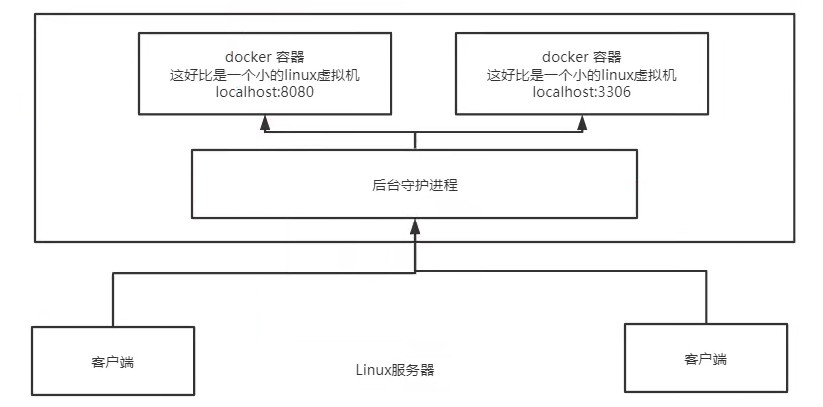 docker 容器
这好比是一个小的linux虚拟机
localhost:8080
docker 容器
这好比是一个小的linux虚拟机
localhost:3306
后台守护进程
客户端
Linux服务器
客户端